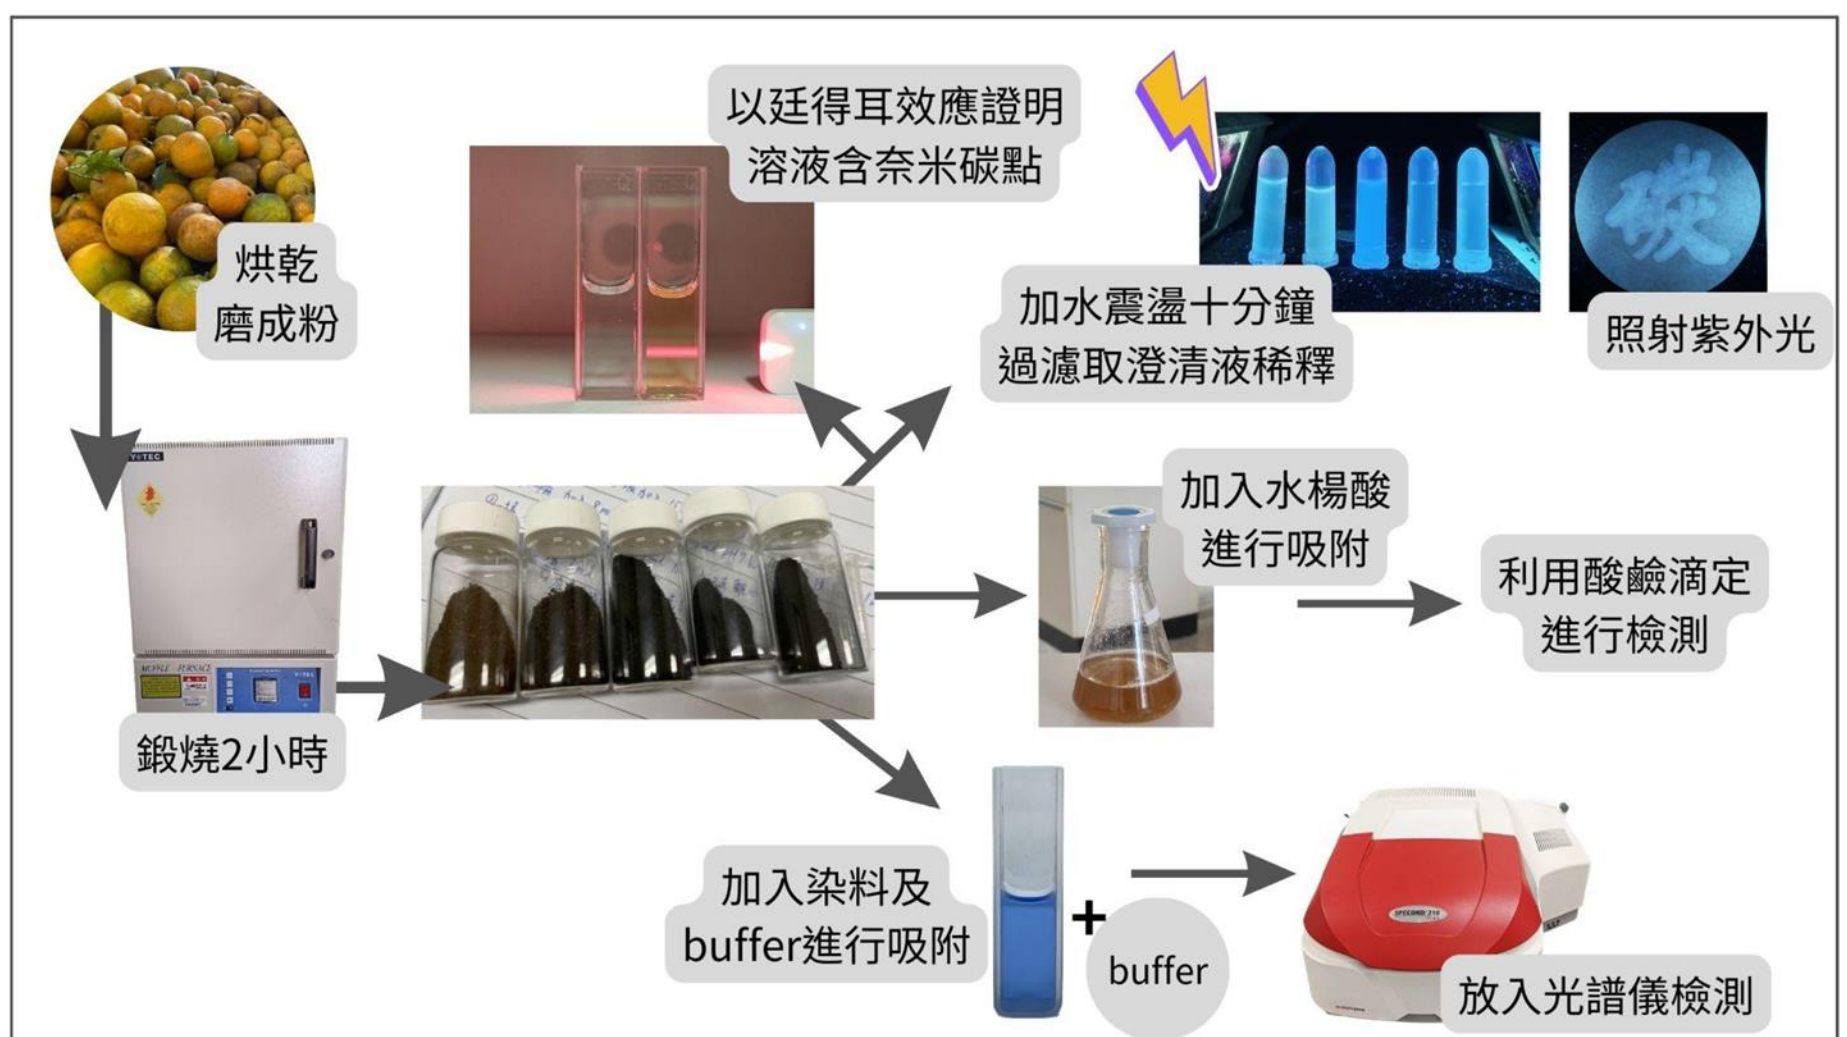 烘乾
磨成粉
以廷得耳效應證明
溶液含奈米碳點
碳
加水震盪十分鐘
過濾取澄清液稀釋
照射紫外光
MUFFLE FURNACE
鍛燒2小時
加入水楊酸
進行吸附
利用酸鹼滴定
進行檢測
加入染料及
buffer進行吸附
+
buffer
SPECORD 210
放入光譜儀檢測